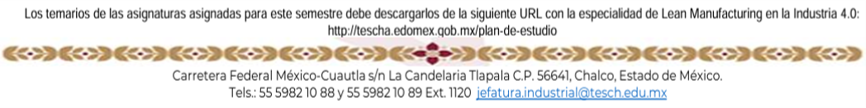 Los temarios de las asignaturas asignadas para este semestre debe descargarlos de la siguiente URL con la especialidad de Lean Manufacturing en la Industria 4.0:
http://tescha.edomex.gob.mx/plan-de-estudio
Carretera Federal México-Cuautla s/n La Candelaria Tlapala C.P. 56641, Chalco, Estado de México.
Tels.: 55 5982 10 88 y 55 5982 10 89 Ext. 1120 jefatura.industrial@tesch.edu.mx